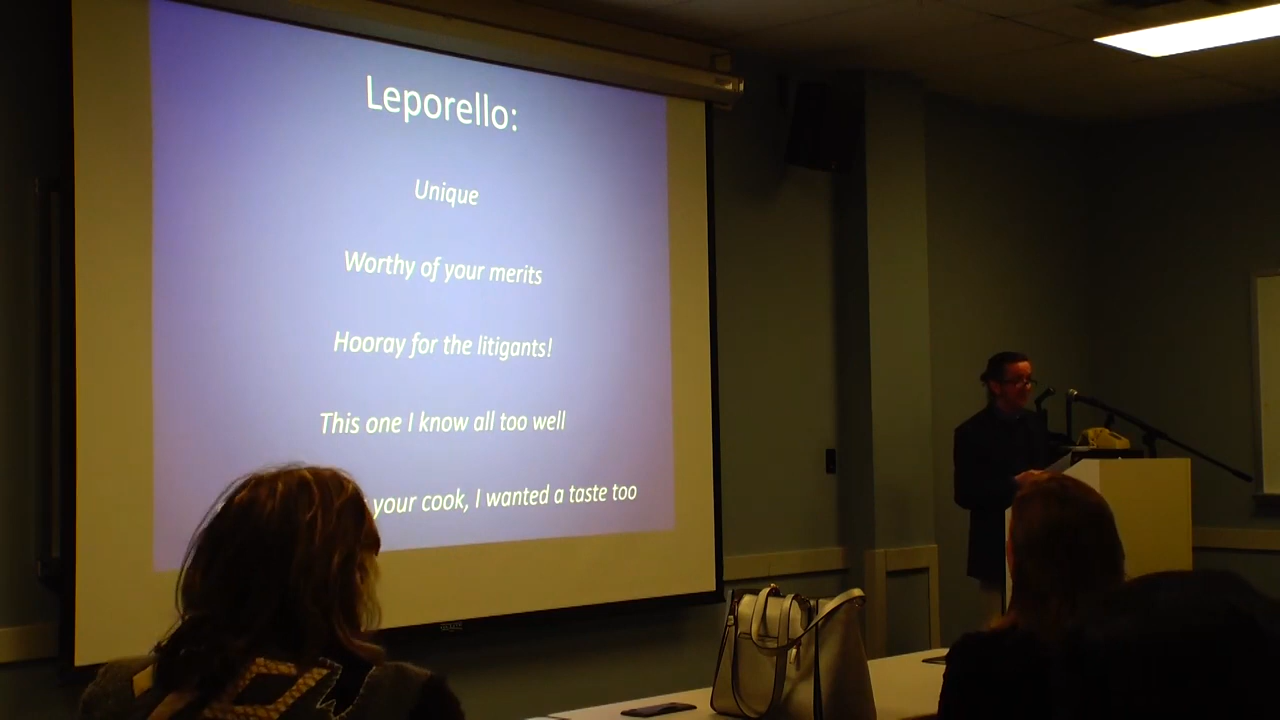 Leporello:
Unique
Worthy of your merits
Hooray for the litigants!
This one I know all too well
your cook, I wanted a taste too